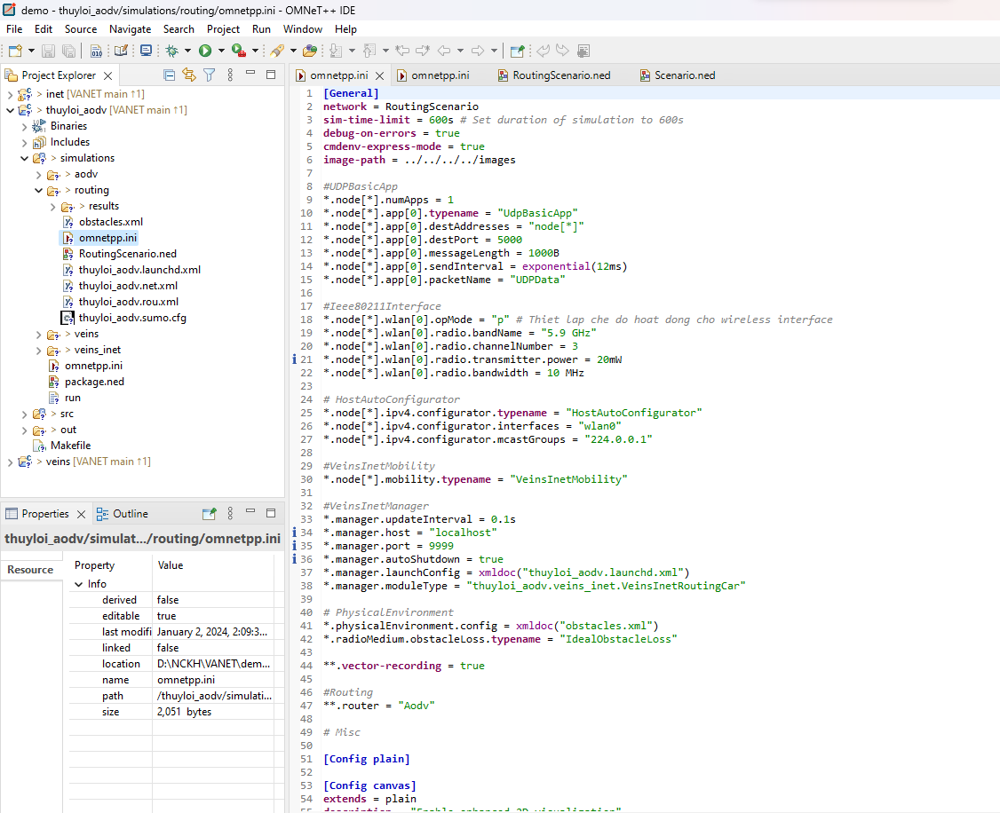 demo - thuyloi_aodv/simulations/routing/omnetpp.ini - OMNeT++ IDE
File Edit Source Navigate Search Project Run Window Help
Project Explorer
inet [VANET main ↑1]
thuyloi_aodv [VANET main ↑1]
Binaries
Includes
simulations
aodv
routing
results
obstacles.xml
omnetpp.ini
RoutingScenario.ned
thuyloi_aodv.launchd.xml
thuyloi_aodv.net.xml
thuyloi_aodv.rou.xml
thuyloi_aodv.sumo.cfg
veins
veins_inet
omnetpp.ini
package.ned
run
src
out
Makefile
veins [VANET main ↑1]
Properties Outline
thuyloi_aodv/simulat.../routing/omnetpp.ini
Resource
Property Value
Info
derived false
editable true
last modifi January 2, 2024, 2:09:3...
linked false
location D:\NCKH\VANET\dem...
name omnetpp.ini
path /thuyloi_aodv/simulati...
size 2,051 bytes
omnetpp.ini omnetpp.ini RoutingScenario.ned Scenario.ned
1 [General]
2 network = RoutingScenario
3 sim-time-limit = 600s # Set duration of simulation to 600s
4 debug-on-errors = true
5 cmdenv-express-mode = true
6 image-path = ../../../../images
7
8 #UDPBasicApp
9 *.node[*].numApps = 1
10 *.node[*].app[0].typename = "UdpBasicApp"
11 *.node[*].app[0].destAddresses = "node[*]"
12 *.node[*].app[0].destPort = 5000
13 *.node[*].app[0].messageLength = 1000B
14 *.node[*].app[0].sendInterval = exponential(12ms)
15 *.node[*].app[0].packetName = "UDPData"
16
17 #Ieee80211Interface
18 *.node[*].wlan[0].opMode = "p" # Thiet lap che do hoat dong cho wireless interface
19 *.node[*].wlan[0].radio.bandName = "5.9 GHz"
20 *.node[*].wlan[0].radio.channelNumber = 3
21 *.node[*].wlan[0].radio.transmitter.power = 20mW
22 *.node[*].wlan[0].radio.bandwidth = 10 MHz
23
24 # HostAutoConfigurator
25 *.node[*].ipv4.configurator.typename = "HostAutoConfigurator"
26 *.node[*].ipv4.configurator.interfaces = "wlan0"
27 *.node[*].ipv4.configurator.mcastGroups = "224.0.0.1"
28
29 #VeinsInetMobility
30 *.node[*].mobility.typename = "VeinsInetMobility"
31
32 #VeinsInetManager
33 *.manager.updateInterval = 0.1s
34 *.manager.host = "localhost"
35 *.manager.port = 9999
36 *.manager.autoShutdown = true
37 *.manager.launchConfig = xmldoc("thuyloi_aodv.launchd.xml")
38 *.manager.moduleType = "thuyloi_aodv.veins_inet.VeinsInetRoutingCar"
39
40 # PhysicalEnvironment
41 *.physicalEnvironment.config = xmldoc("obstacles.xml")
42 *.radioMedium.obstacleLoss.typename = "IdealObstacleLoss"
43
44 **.vector-recording = true
45
46 #Routing
47 **.router = "Aodv"
48
49 # Misc
50
51 [Config plain]
52
53 [Config canvas]
54 extends = plain
55 description = "Enable enhanced 2D visualization"